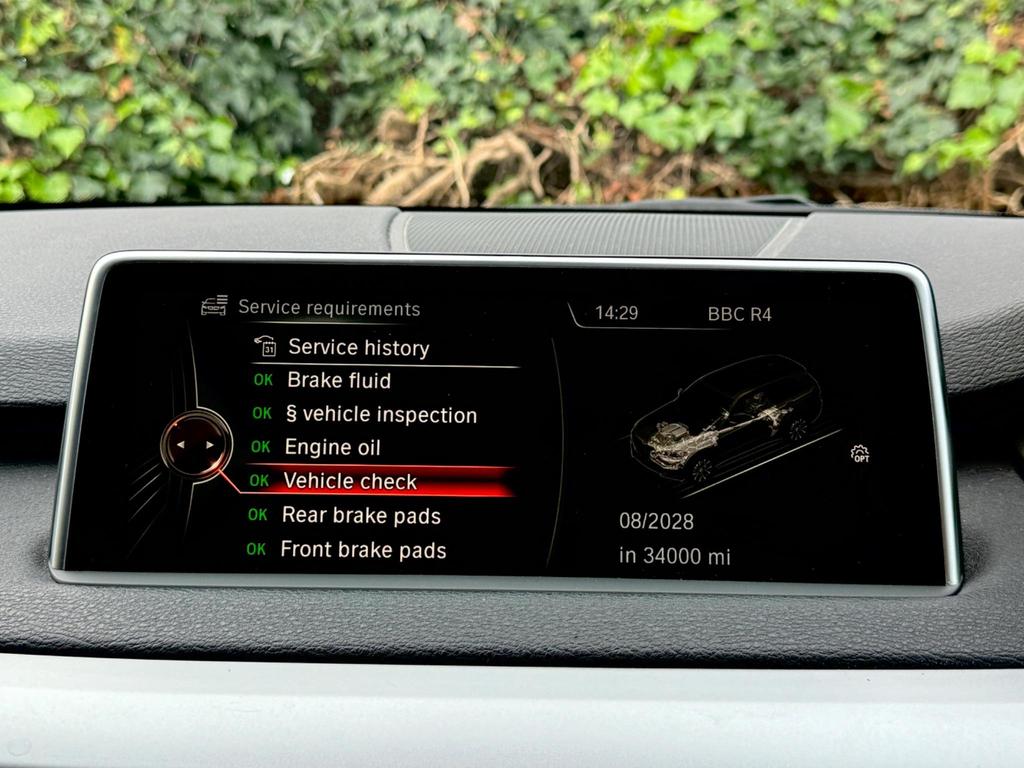 Service requirements
14:29 BBC R4
31 Service history
OK Brake fluid
OK § vehicle inspection
OK Engine oil
OK Vehicle check
OK Rear brake pads
OK Front brake pads
OPT
08/2028
in 34000 mi